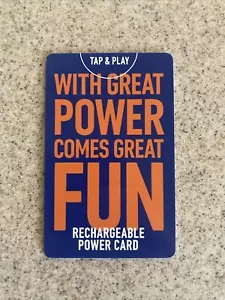 TAP & PLAY
WITH GREAT
POWER
COMES GREAT
FUN
RECHARGEABLE
POWER CARD